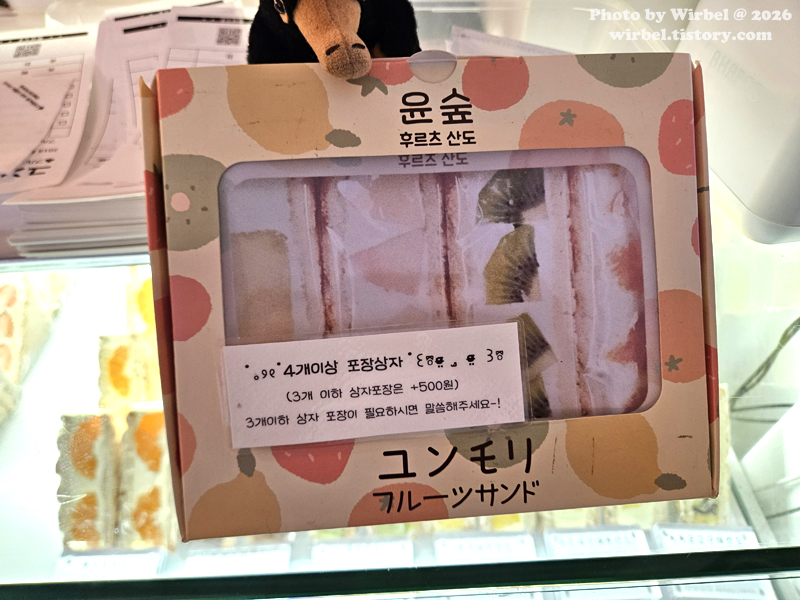 Photo by Wirbel @ 2026
wirbel.tistory.com
윤숲
후르츠 산도
후르츠 산도
4개이상 포장상자
(3개 이하 상자포장은 +500원)
3개이하 상자 포장이 필요하시면 말씀해주세요~!
ユンモリ
フルーツサンド